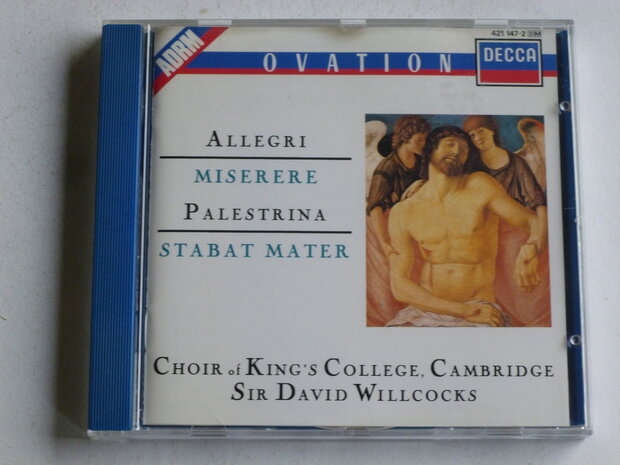 421 147-2 DM
ADRM
OVATION
DECCA
ALLEGRI
MISERERE
PALESTRINA
STABAT MATER
CHOIR of KING'S COLLEGE, CAMBRIDGE
SIR DAVID WILLCOCKS